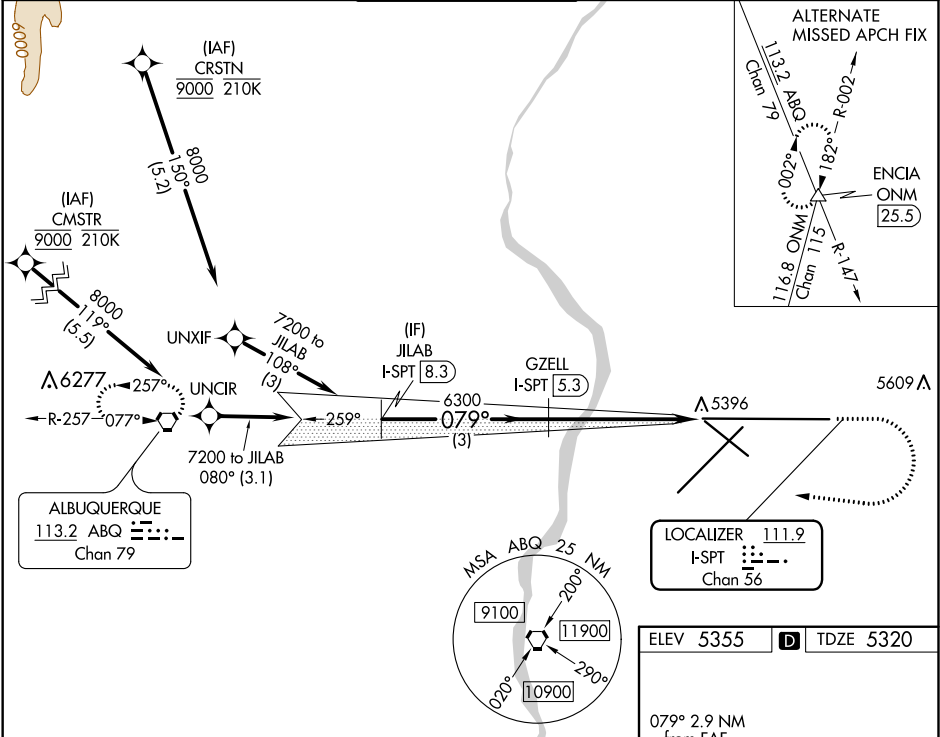 6000
(IAF)
CRSTN
9000 210K
8000
150°
(5.2)
(IAF)
CMSTR
9000 210K
8000
119°
(5.5)
UNXIF
7200 to
JILAB
108°
(3)
(IF)
JILAB
I-SPT 8.3
GZELL
I-SPT 5.3
6277
257°
R-257
077°
UNCIR
259°
6300
079°
(3)
7200 to JILAB
080° (3.1)
5396
5609
ALBUQUERQUE
113.2 ABQ
Chan 79
LOCALIZER 111.9
I-SPT
Chan 56
ALTERNATE
MISSED APCH FIX
113.2 ABQ
Chan 79
R-002
182°
002°
ENCIA
ONM
25.5
116.8 ONM
Chan 115
R-147
MSA ABQ 25 NM
200°
9100
11900
020°
10900
290°
ELEV 5355 D TDZE 5320
079° 2.9 NM
from FAF